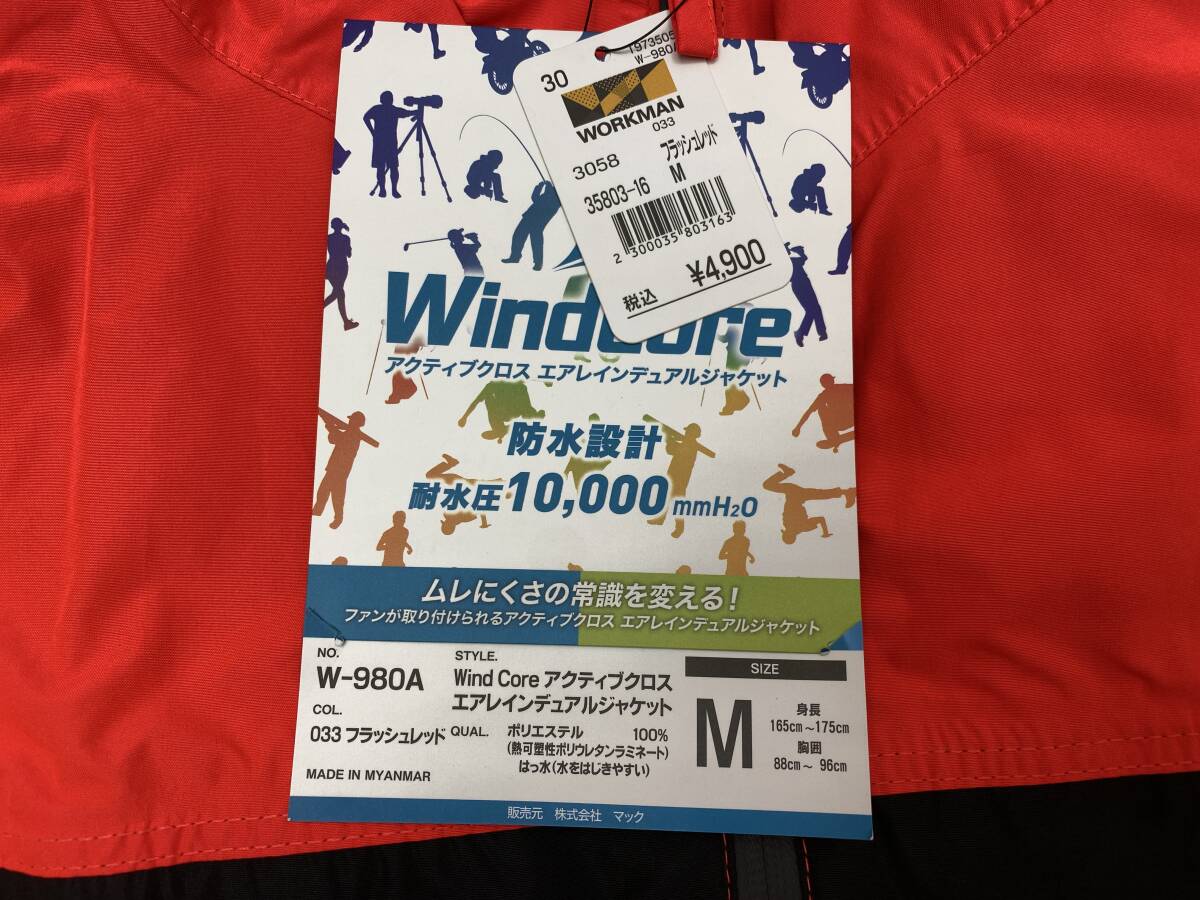 30
W-980A
WORKMAN
033
3058
フラッシュレッド
35803-16
M
2 300035 803163
税込
¥4,900
WindCore
アクティブクロス エアレインデュアルジャケット
防水設計
耐水圧10,000mmH₂O
ムレにくさの常識を変える!
ファンが取り付けられるアクティブクロス エアレインデュアルジャケット
NO.
W-980A
STYLE.
Wind Core アクティブクロス
エアレインデュアルジャケット
COL.
033 フラッシュレッド
QUAL.
ポリエステル 100%
(熱可塑性ポリウレタンラミネート)
はっ水(水をはじきやすい)
MADE IN MYANMAR
SIZE
M
身長
165cm~175cm
胸囲
88cm~ 96cm
販売元 株式会社 マック